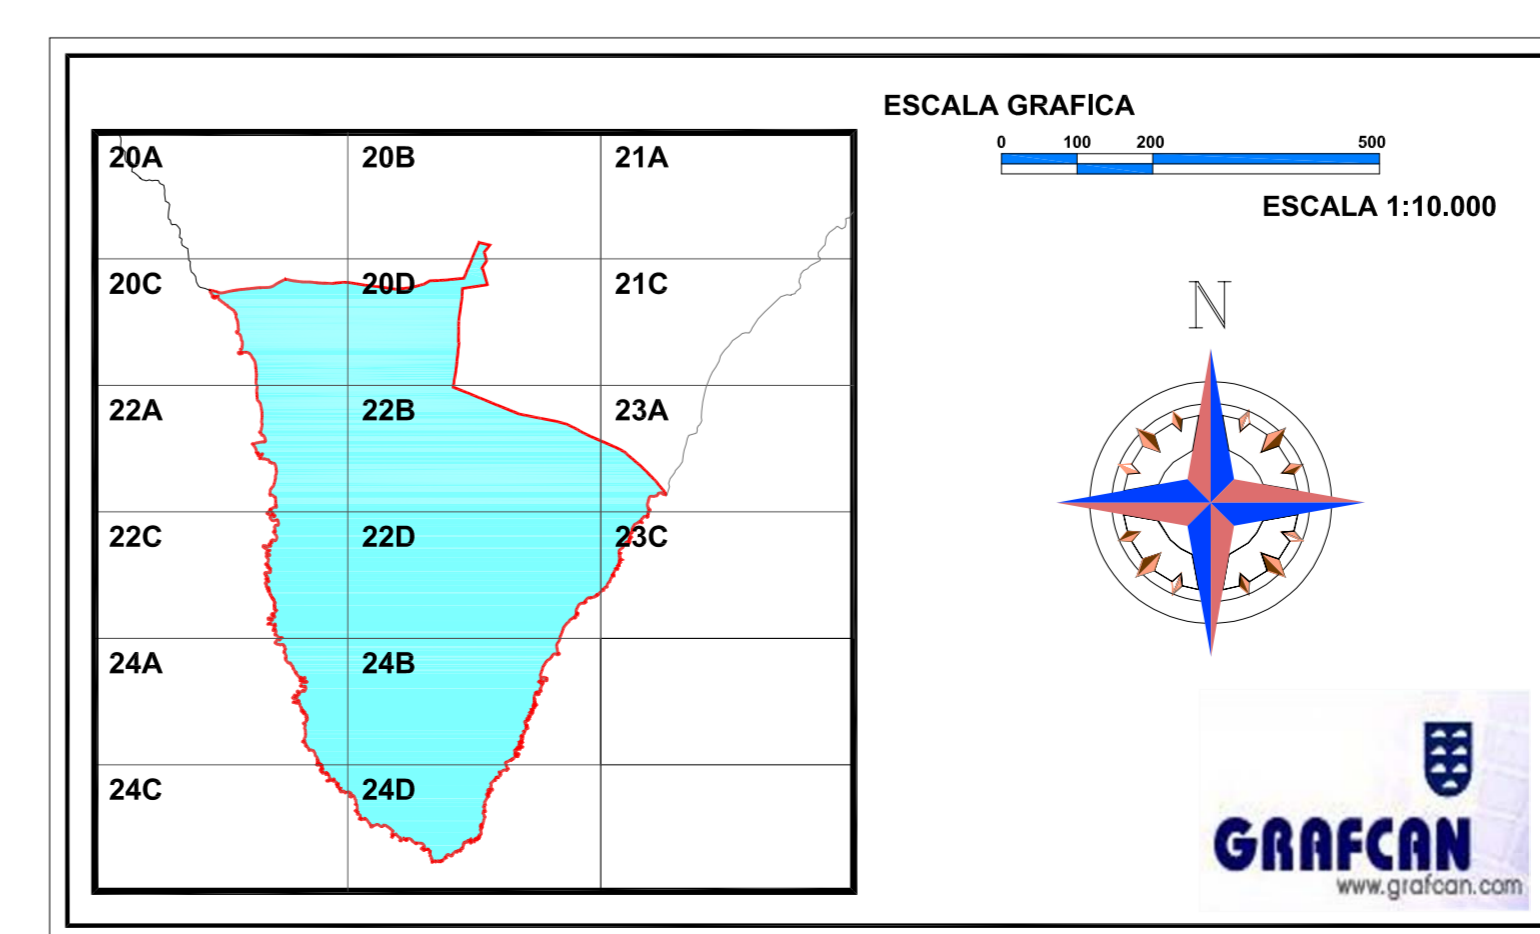 ESCALA GRAFICA
0 100 200 500
ESCALA 1:10.000
20A 20B 21A
20C 20D 21C
22A 22B 23A
22C 22D 23C
24A 24B
24C 24D
N
GRAFCAN
www.grafcan.com